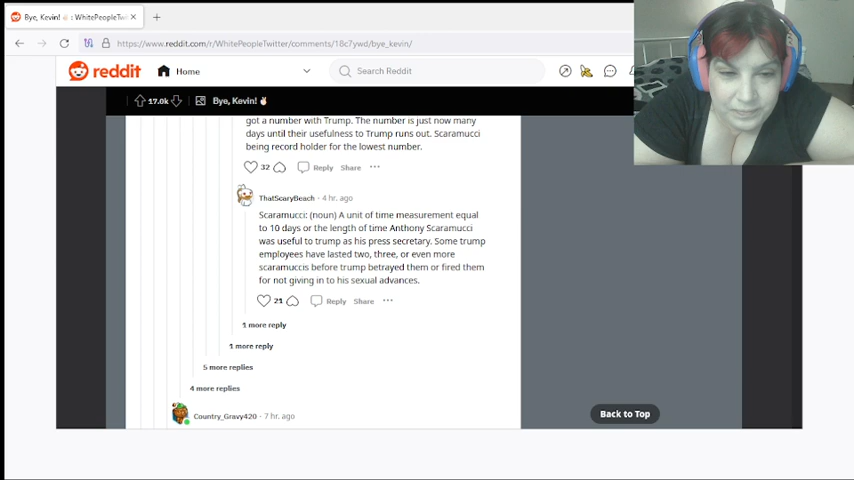 Bye, Kevin! : WhitePeopleTwi
https://www.reddit.com/r/WhitePeopleTwitter/comments/18c7ywd/bye_kevin/
reddit
Home
Search Reddit
17.0k
Bye, Kevin!
got a number with Trump. The number is just now many
days until their usefulness to Trump runs out. Scaramucci
being record holder for the lowest number.
32 Reply Share
ThatScaryBeach · 4 hr. ago
Scaramucci: (noun) A unit of time measurement equal
to 10 days or the length of time Anthony Scaramucci
was useful to trump as his press secretary. Some trump
employees have lasted two, three, or even more
scaramuccis before trump betrayed them or fired them
for not giving in to his sexual advances.
21 Reply Share
1 more reply
1 more reply
5 more replies
4 more replies
Country_Gravy420 · 7 hr. ago
Back to Top